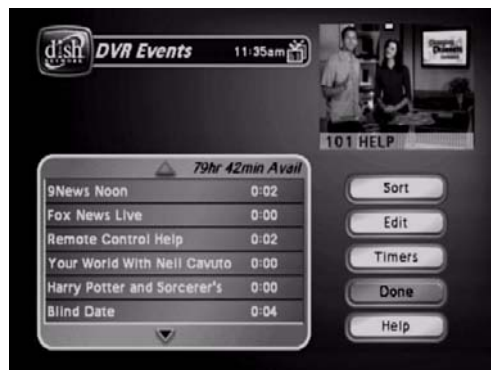 dish
NETWORK
DVR Events
11:35am
101 HELP
79hr 42min Avail
9News Noon 0:02
Fox News Live 0:00
Remote Control Help 0:02
Your World With Neil Cavuto 0:00
Harry Potter and Sorcerer's 0:00
Blind Date 0:04
Sort
Edit
Timers
Done
Help